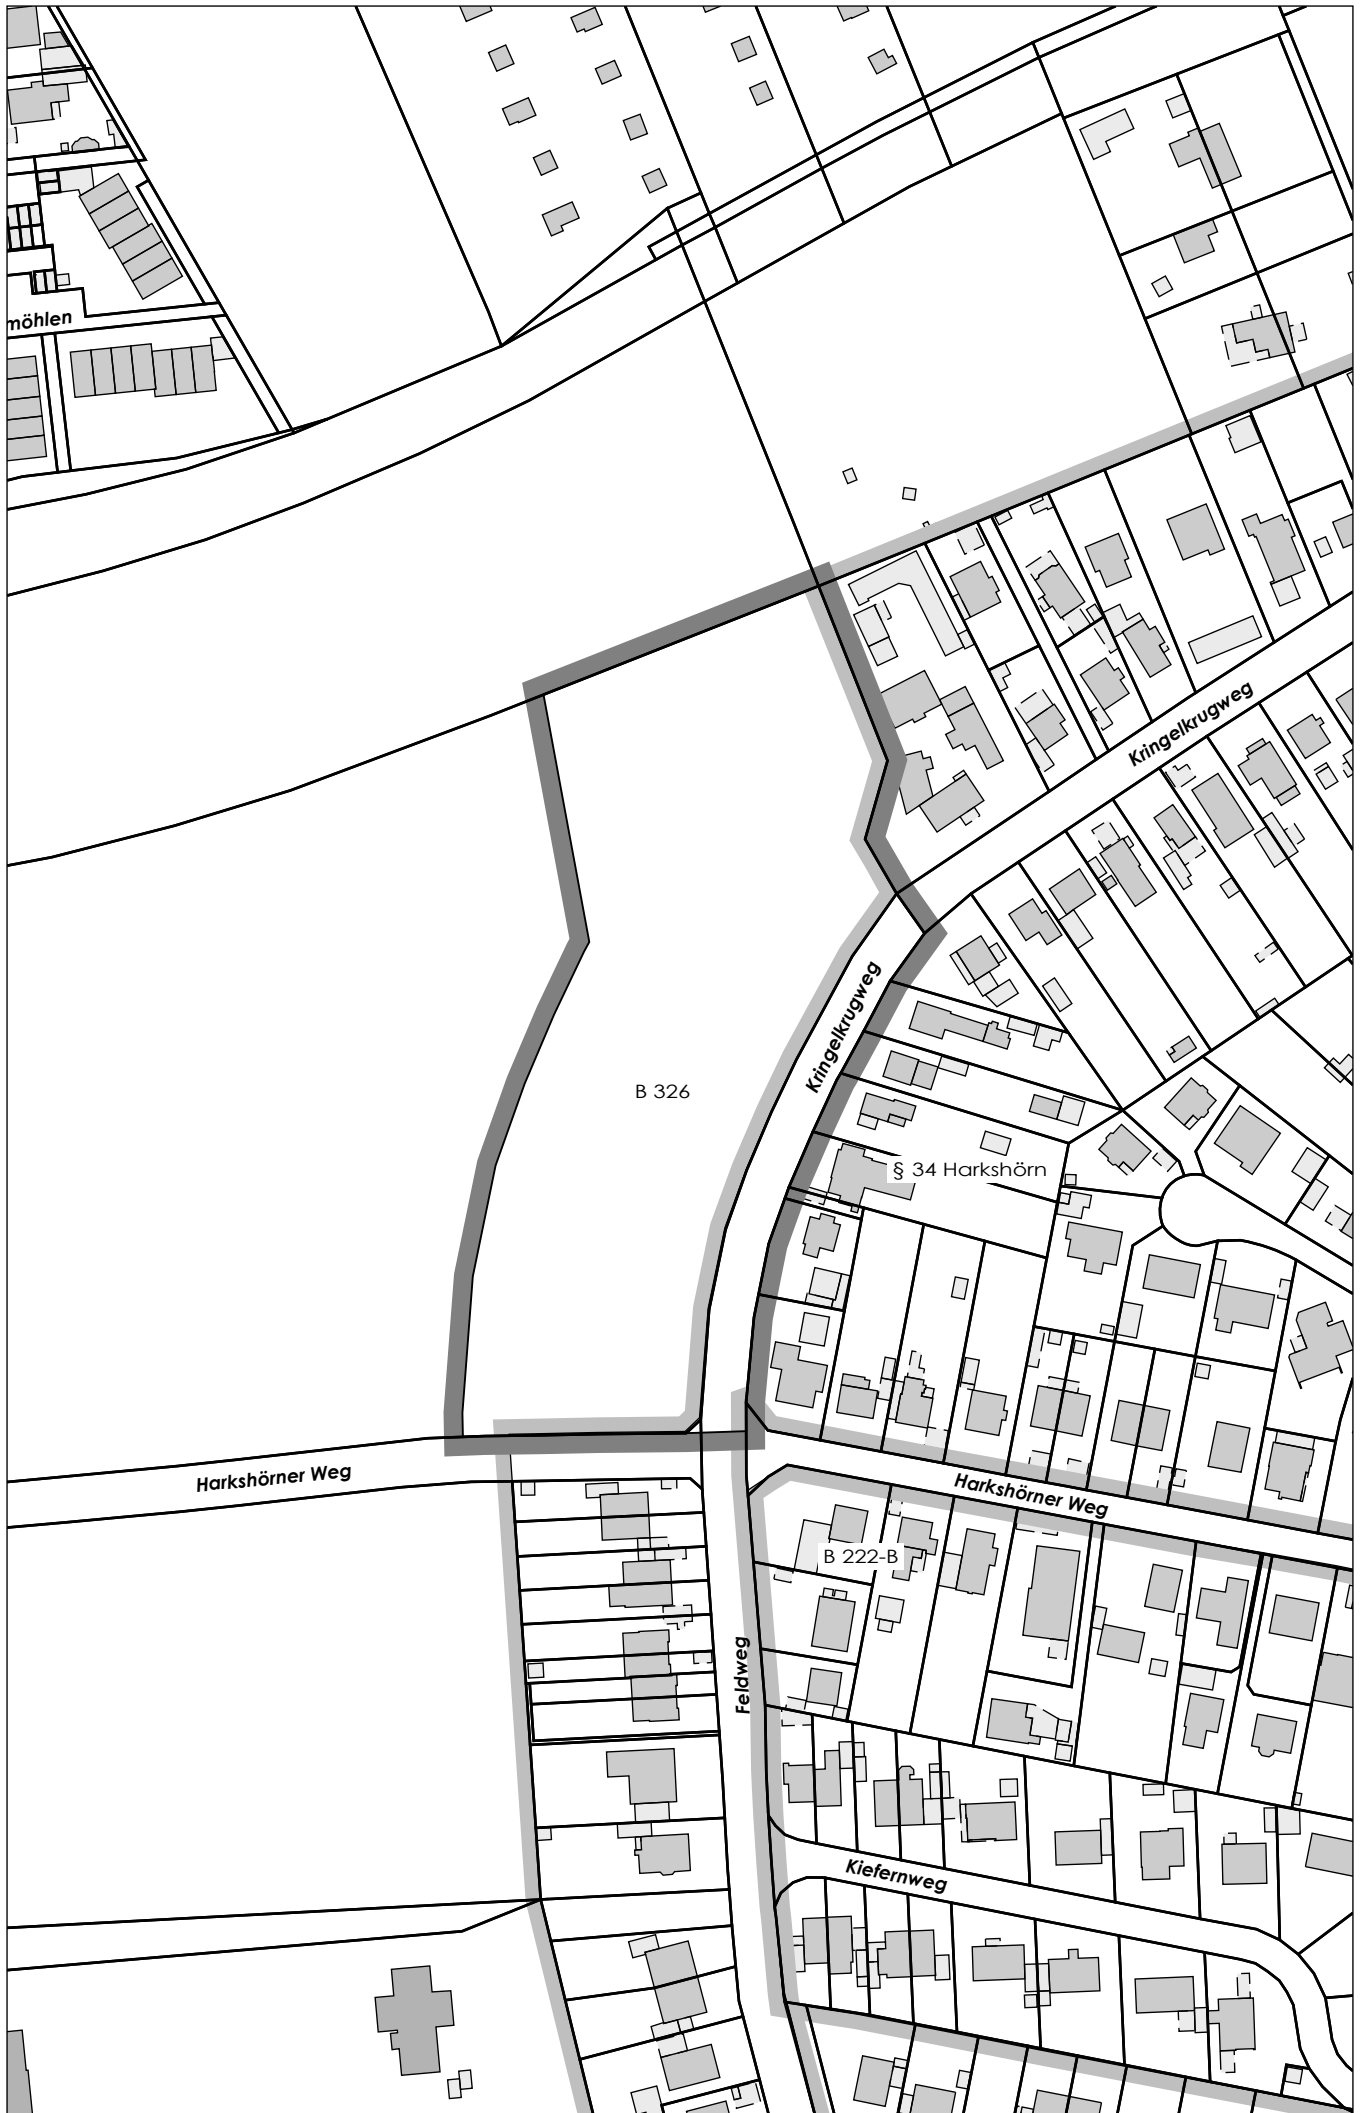 möhlen
Kringelkrugweg
Kringelkrugweg
B 326
§ 34 Harkshörn
Harkshörner Weg
Harkshörner Weg
B 222-B
Feldweg
Kiefernweg